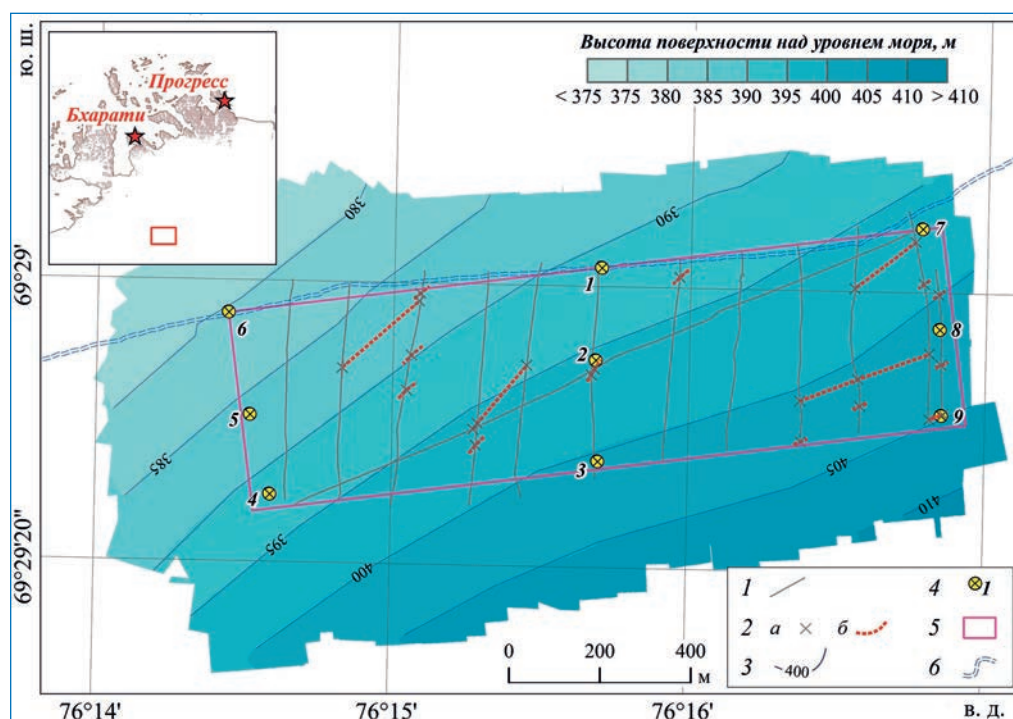 ю. ш.
Прогресс
Бхарати
Высота поверхности над уровнем моря, м
< 375 375 380 385 390 395 400 405 410 > 410
69°29'
69°29'20"
380
390
385
395
400
405
410
7
1
6
2
8
5
9
3
4
1
4 1
2 а б
5
3 400
6
0 200 400
м
76°14' 76°15' 76°16' в. д.